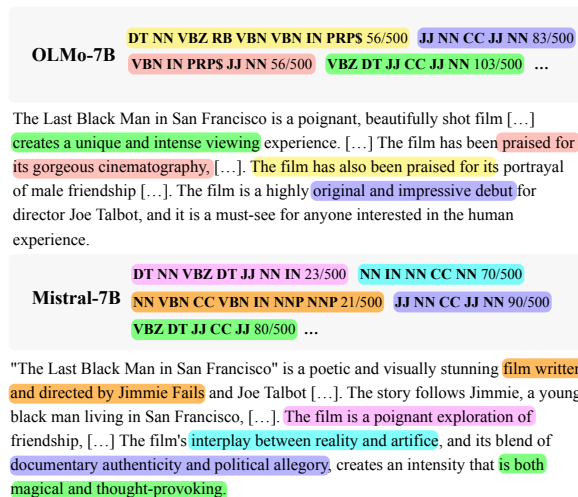 DT NN VBZ RB VBN VBN IN PRP$ 56/500 JJ NN CC JJ NN 83/500
OLMo-7B
VBN IN PRP$ JJ NN 56/500 VBZ DT JJ CC JJ NN 103/500 ...
The Last Black Man in San Francisco is a poignant, beautifully shot film [...]
creates a unique and intense viewing experience. [...] The film has been praised for
its gorgeous cinematography, [...]. The film has also been praised for its portrayal
of male friendship [...]. The film is a highly original and impressive debut for
director Joe Talbot, and it is a must-see for anyone interested in the human
experience.
DT NN VBZ DT JJ NN IN 23/500 NN IN NN CC NN 70/500
Mistral-7B
NN VBN CC VBN IN NNP NNP 21/500 JJ NN CC JJ NN 90/500
VBZ DT JJ CC JJ 80/500 ...
"The Last Black Man in San Francisco" is a poetic and visually stunning film written
and directed by Jimmie Fails and Joe Talbot [...]. The story follows Jimmie, a young
black man living in San Francisco, [...]. The film is a poignant exploration of
friendship, [...] The film's interplay between reality and artifice, and its blend of
documentary authenticity and political allegory, creates an intensity that is both
magical and thought-provoking.